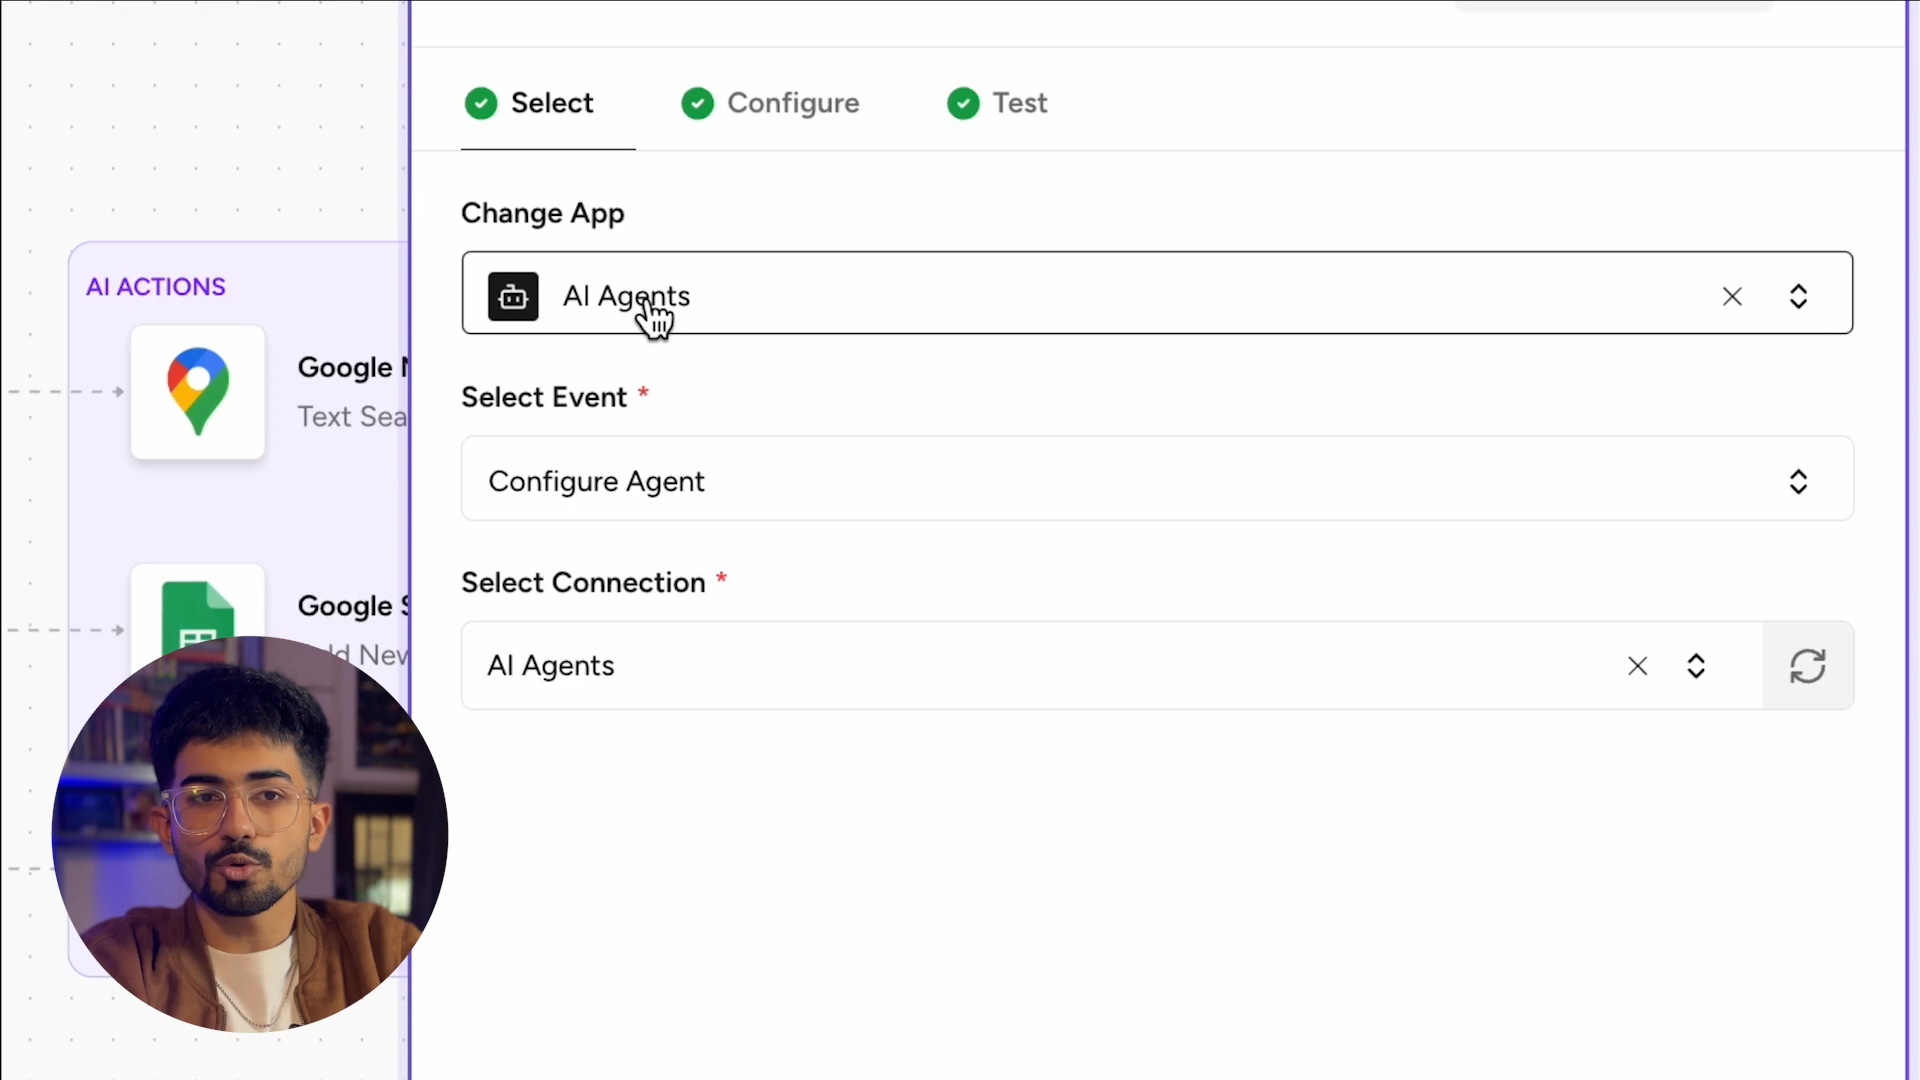 Select
Configure
Test
Change App
AI Agents
Select Event *
Configure Agent
Select Connection *
AI Agents
AI ACTIONS
Google
Text Sea
Google
New